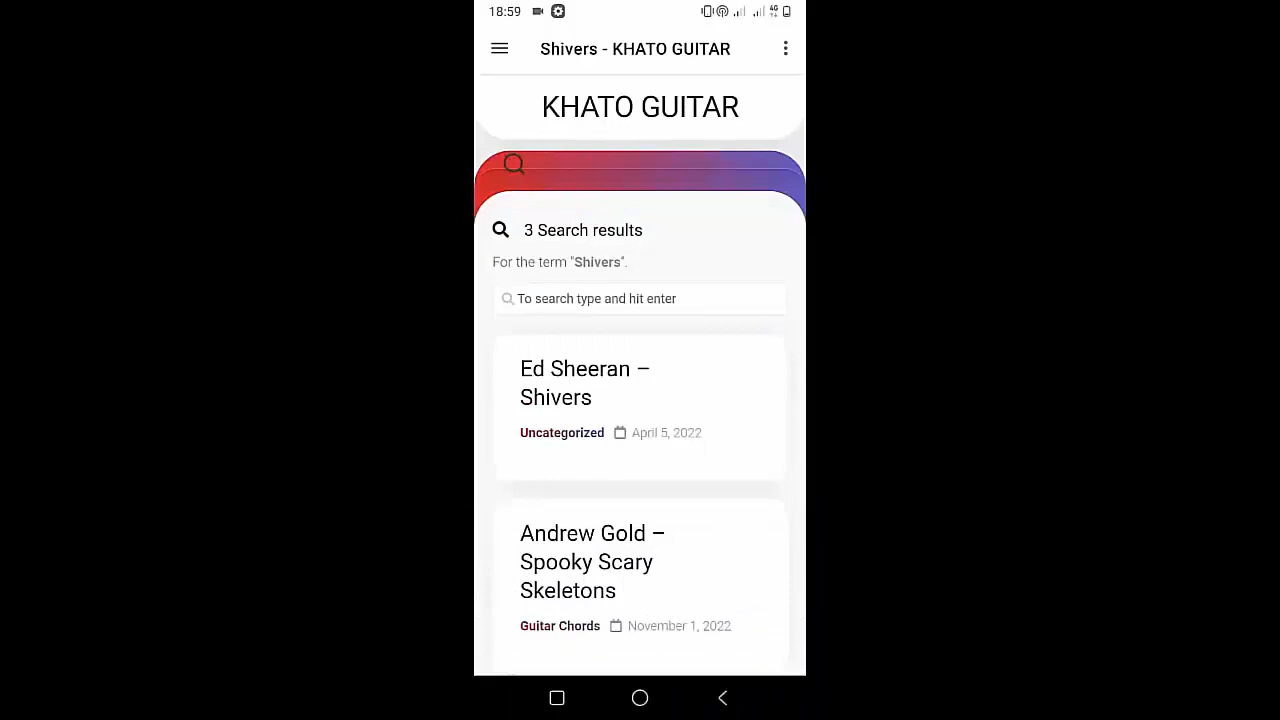 18:59
4G
Shivers - KHATO GUITAR
KHATO GUITAR
3 Search results
For the term "Shivers".
To search type and hit enter
Ed Sheeran –
Shivers
Uncategorized April 5, 2022
Andrew Gold –
Spooky Scary
Skeletons
Guitar Chords November 1, 2022